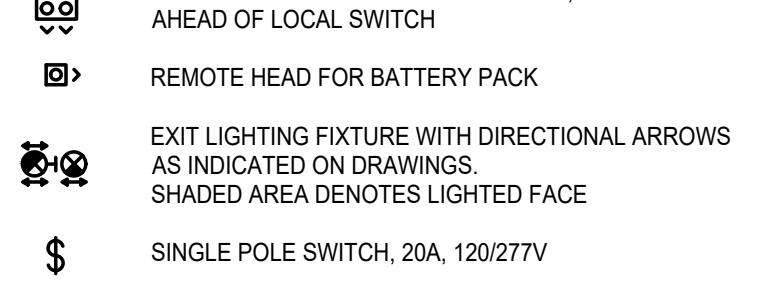 AHEAD OF LOCAL SWITCH
REMOTE HEAD FOR BATTERY PACK
EXIT LIGHTING FIXTURE WITH DIRECTIONAL ARROWS
AS INDICATED ON DRAWINGS.
SHADED AREA DENOTES LIGHTED FACE
$ SINGLE POLE SWITCH, 20A, 120/277V